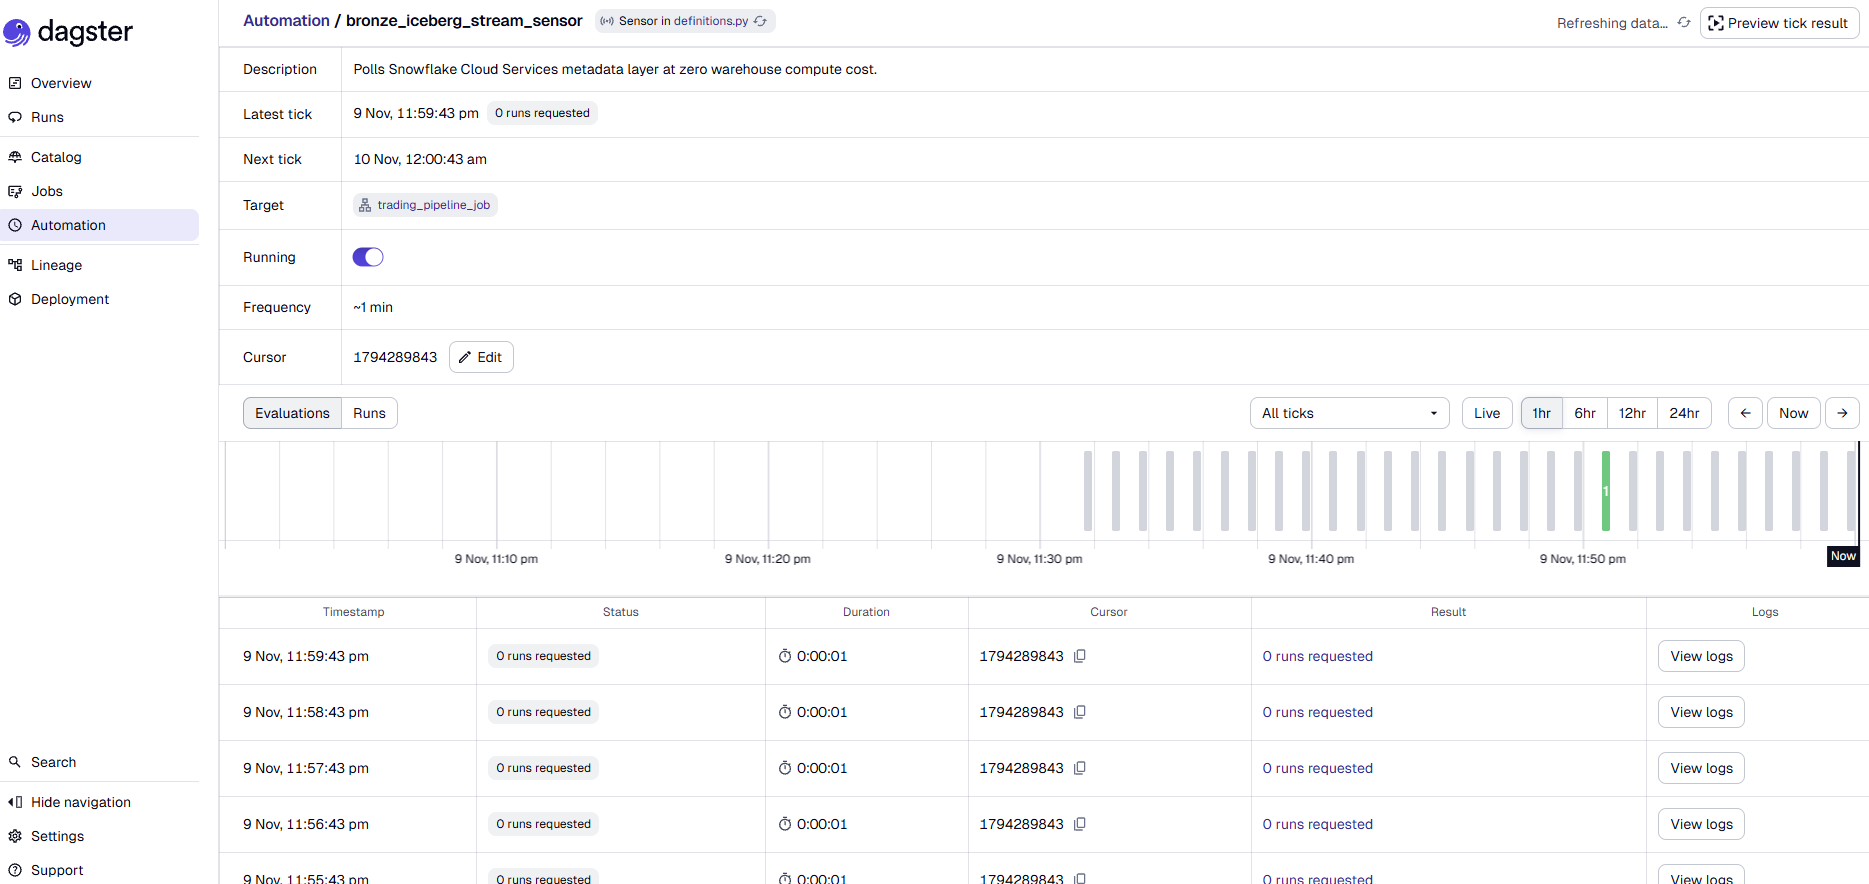 dagster
Overview
Runs
Catalog
Jobs
Automation
Lineage
Deployment
Search
Hide navigation
Settings
Support
Automation / bronze_iceberg_stream_sensor
Sensor in definitions.py
Refreshing data...
Preview tick result
Description Polls Snowflake Cloud Services metadata layer at zero warehouse compute cost.
Latest tick 9 Nov, 11:59:43 pm 0 runs requested
Next tick 10 Nov, 12:00:43 am
Target trading_pipeline_job
Running
Frequency ~1 min
Cursor 1794289843 Edit
Evaluations Runs All ticks Live 1hr 6hr 12hr 24hr Now
1
9 Nov, 11:10 pm 9 Nov, 11:20 pm 9 Nov, 11:30 pm 9 Nov, 11:40 pm 9 Nov, 11:50 pm Now
Timestamp Status Duration Cursor Result Logs
9 Nov, 11:59:43 pm 0 runs requested 0:00:01 1794289843 0 runs requested View logs
9 Nov, 11:58:43 pm 0 runs requested 0:00:01 1794289843 0 runs requested View logs
9 Nov, 11:57:43 pm 0 runs requested 0:00:01 1794289843 0 runs requested View logs
9 Nov, 11:56:43 pm 0 runs requested 0:00:01 1794289843 0 runs requested View logs
9 Nov, 11:55:43 pm 0 runs requested 0:00:01 1794289843 0 runs requested View logs